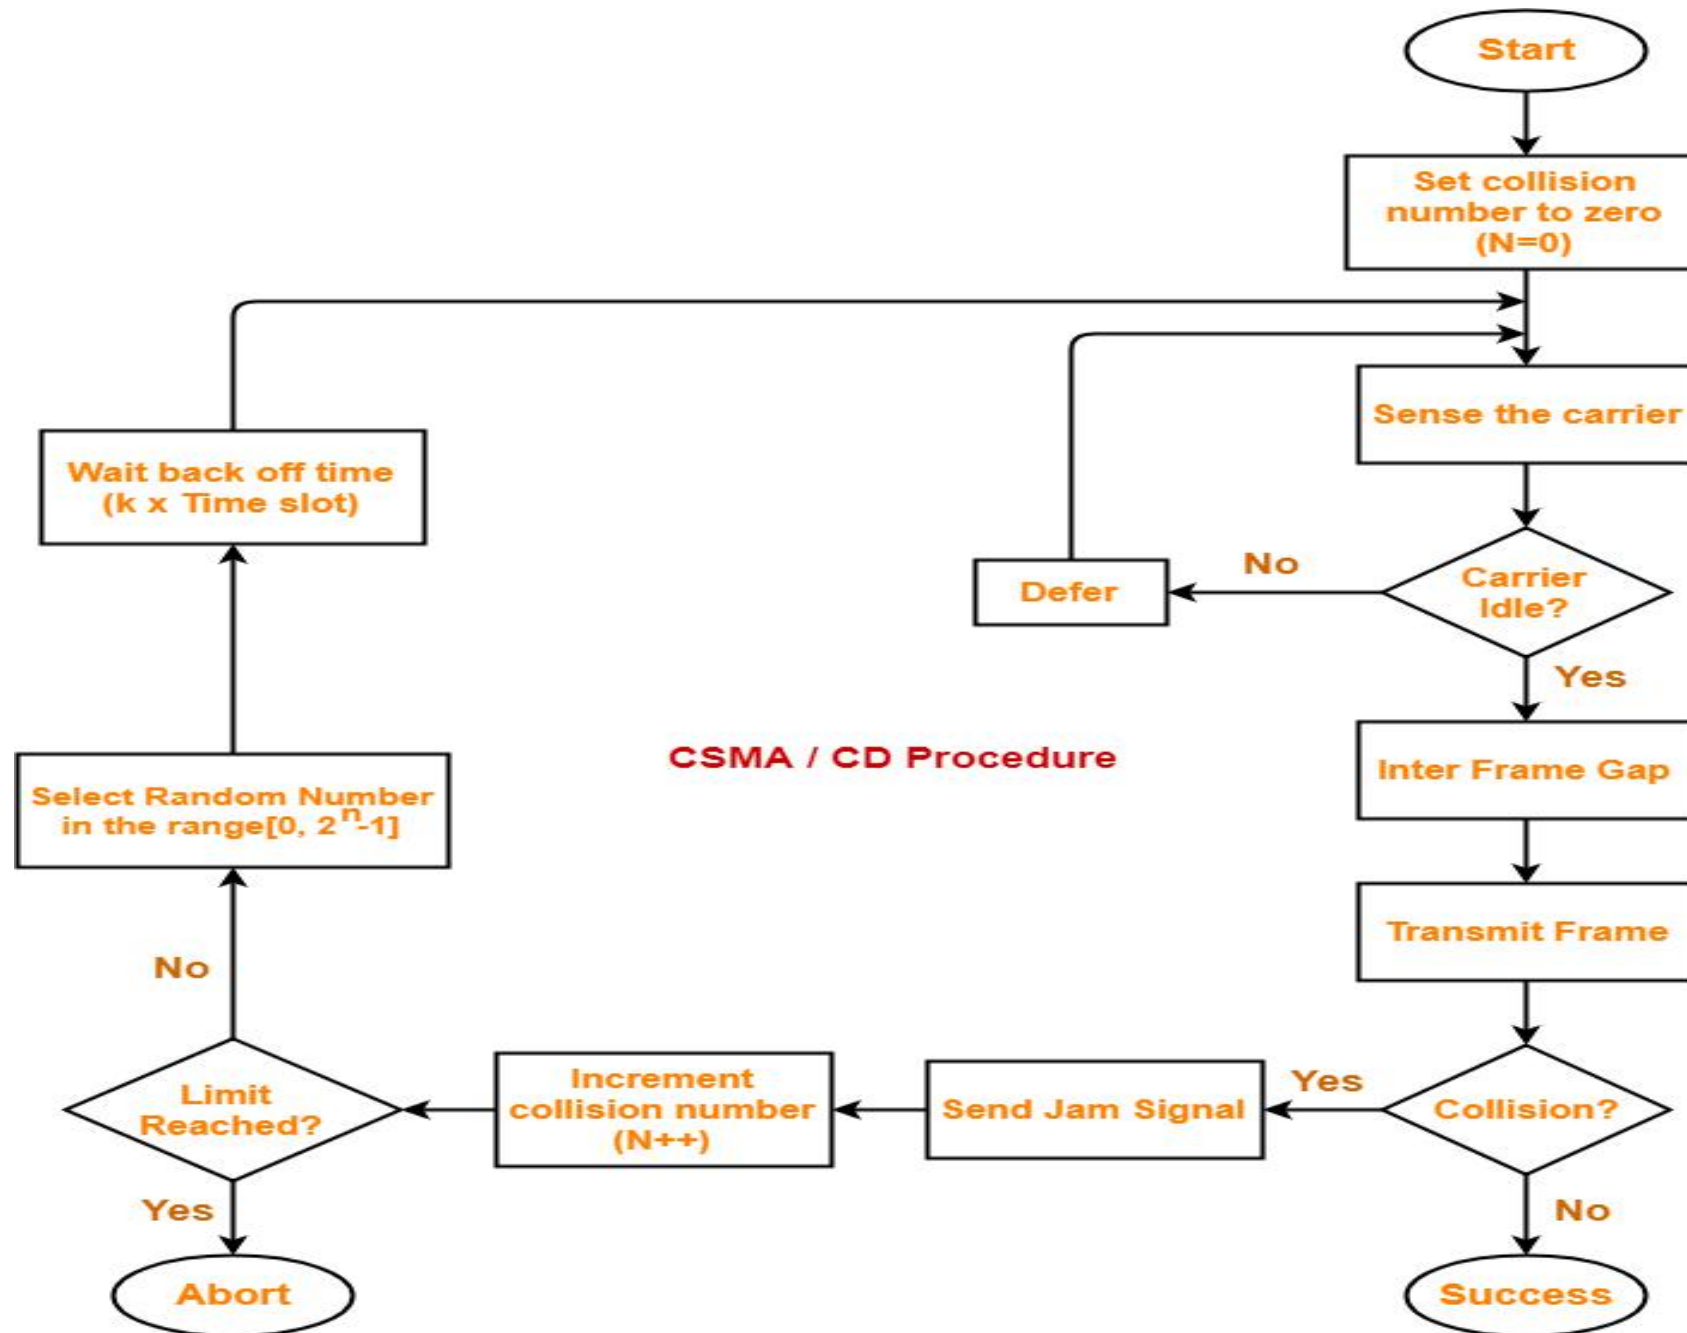 Start
Set collision
number to zero
(N=0)
Sense the carrier
Wait back off time
(k x Time slot)
Defer
No
Carrier
Idle?
Yes
CSMA / CD Procedure
Inter Frame Gap
Select Random Number
in the range[0, 2^n-1]
Transmit Frame
No
Limit
Reached?
Increment
collision number
(N++)
Send Jam Signal
Yes
Collision?
Yes
No
Abort
Success